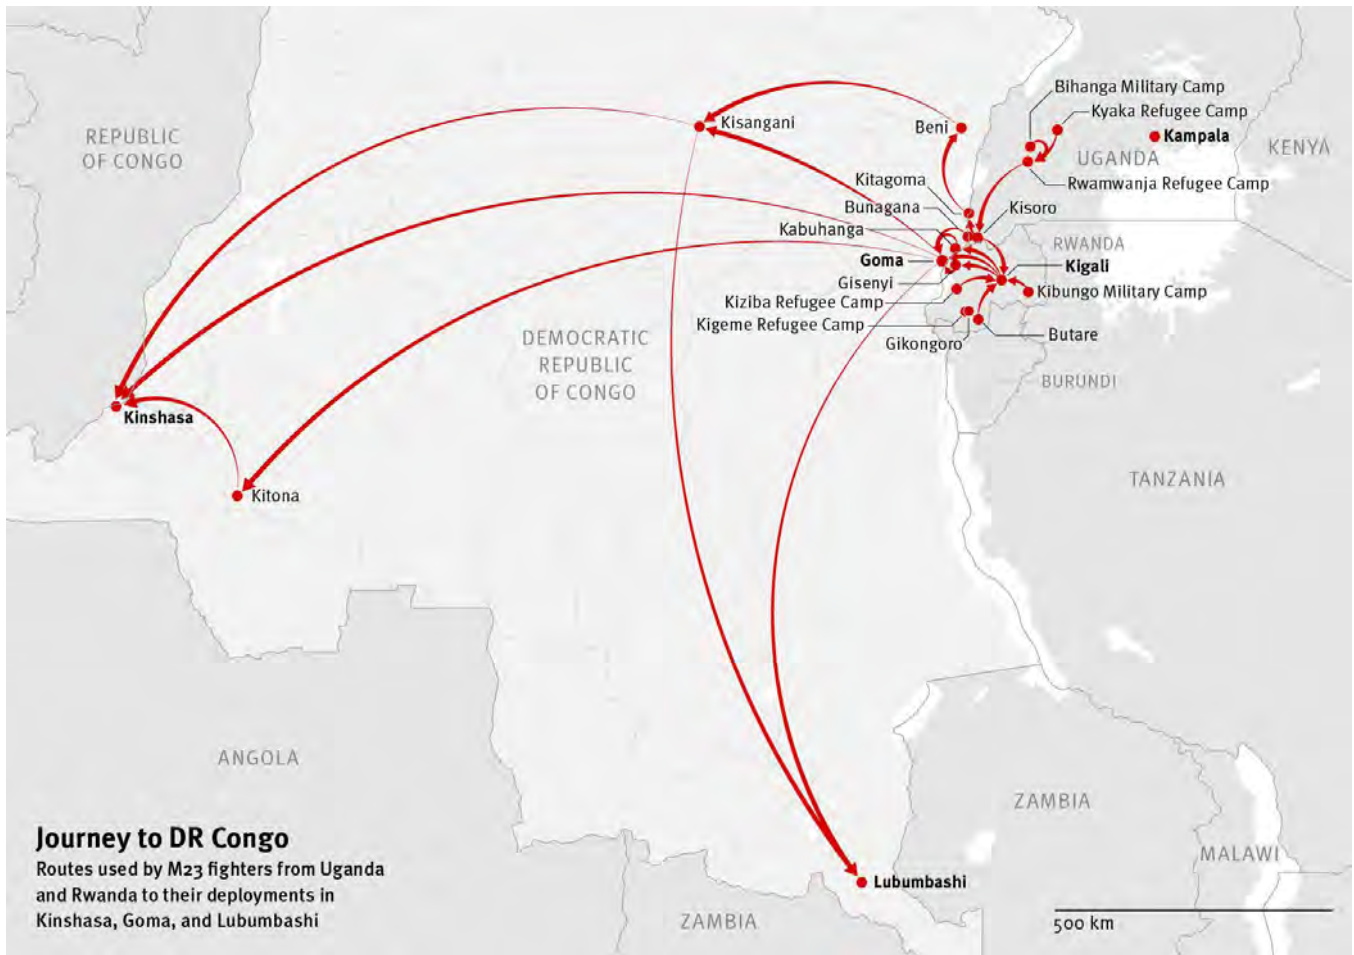 Bihanga Military Camp
Kyaka Refugee Camp
Kisangani
Beni
Kampala
REPUBLIC
OF CONGO
UGANDA
KENYA
Kitagoma
Rwamwanja Refugee Camp
Bunagana
Kisoro
Kabuhanga
RWANDA
Goma
Kigali
Gisenyi
Kiziba Refugee Camp
Kibungo Military Camp
Kigeme Refugee Camp
Gikongoro
Butare
DEMOCRATIC
REPUBLIC
OF CONGO
BURUNDI
Kinshasa
Kitona
TANZANIA
ANGOLA
ZAMBIA
MALAWI
Lubumbashi
ZAMBIA
500 km
Journey to DR Congo
Routes used by M23 fighters from Uganda
and Rwanda to their deployments in
Kinshasa, Goma, and Lubumbashi